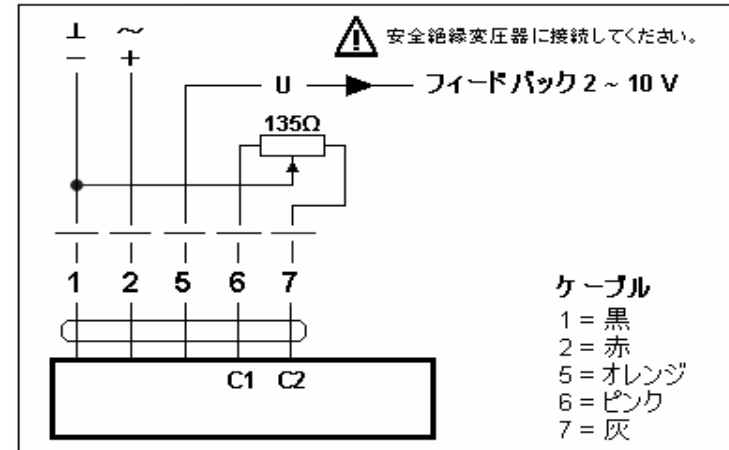 ⊥ ~
− +
安全絶縁変圧器に接続してください。
U フィードバック 2 ~ 10 V
135Ω
1 2 5 6 7
C1 C2
ケーブル
1 = 黒
2 = 赤
5 = オレンジ
6 = ピンク
7 = 灰